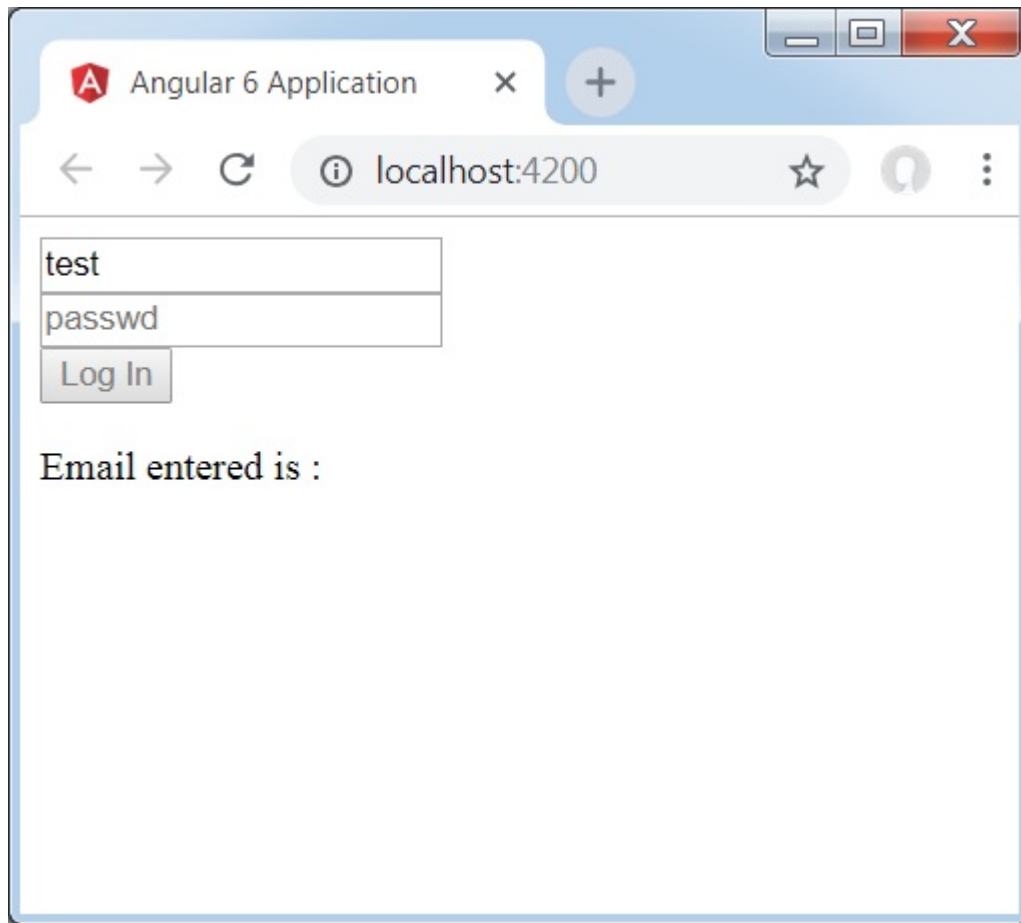 Angular 6 Application
localhost:4200
test
passwd
Log In
Email entered is :